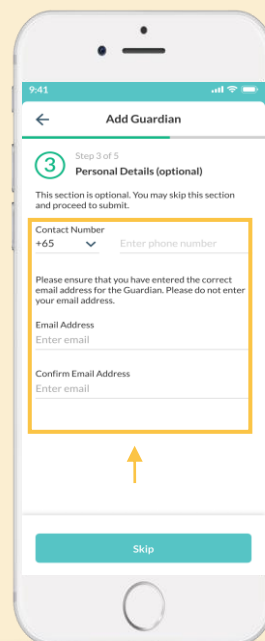 9:41
Add Guardian
3
Step 3 of 5
Personal Details (optional)
This section is optional. You may skip this section
and proceed to submit.
Contact Number
+65 Enter phone number
Please ensure that you have entered the correct
email address for the Guardian. Please do not enter
your email address.
Email Address
Enter email
Confirm Email Address
Enter email
Skip